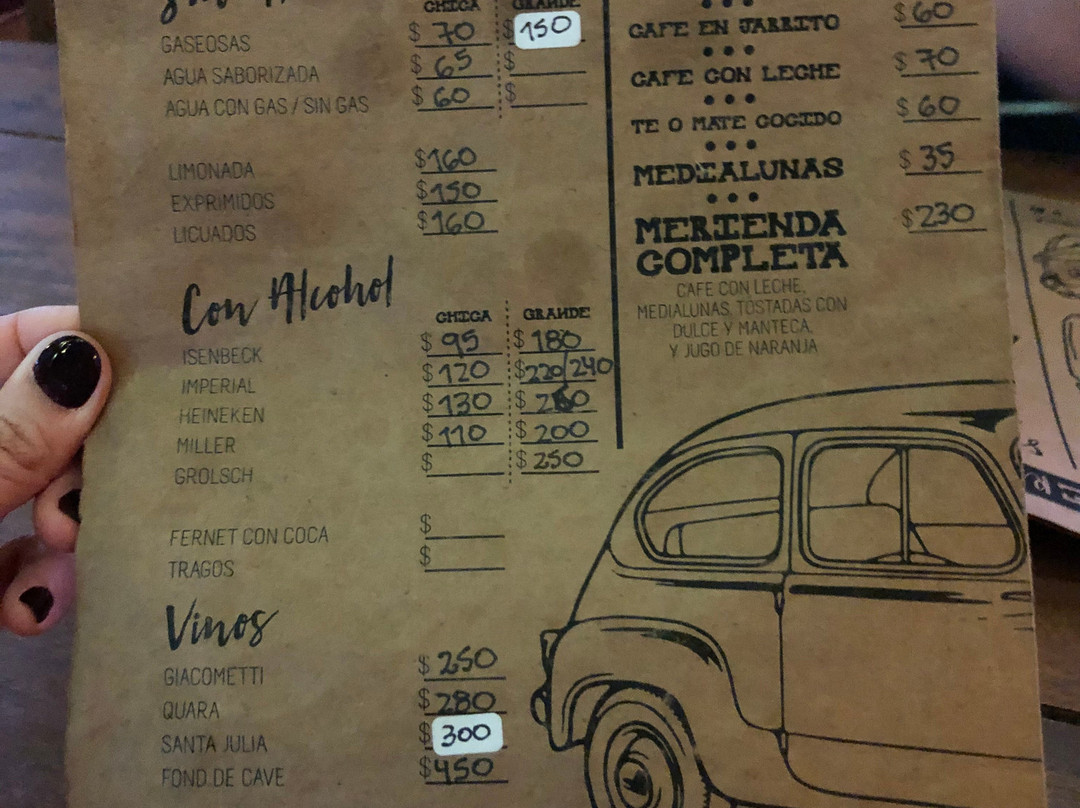 CHICA GRANDE
GASEOSAS $ 70 $ 150
AGUA SABORIZADA $ 65 $
AGUA CON GAS / SIN GAS $ 60 $
LIMONADA $160
EXPRIMIDOS $150
LICUADOS $160
Con Alcohol
CHICA GRANDE
ISENBECK $ 95 $ 180
IMPERIAL $ 120 $220/240
HEINEKEN $130 $
MILLER $110 $ 200
GROLSCH $ $ 250
FERNET CON COCA $
TRAGOS $
Vinos
GIACOMETTI $ 250
QUARA $ 280
SANTA JULIA $ 300
FOND DE CAVE $450
$60
CAFE EN JARRITO
CAFE CON LECHE $ 70
TE O MATE COCIDO $ 60
MEDIALUNAS $ 35
MERIENDA $230
COMPLETA
CAFE CON LECHE,
MEDIALUNAS, TOSTADAS CON
DULCE Y MANTECA,
Y JUGO DE NARANJA